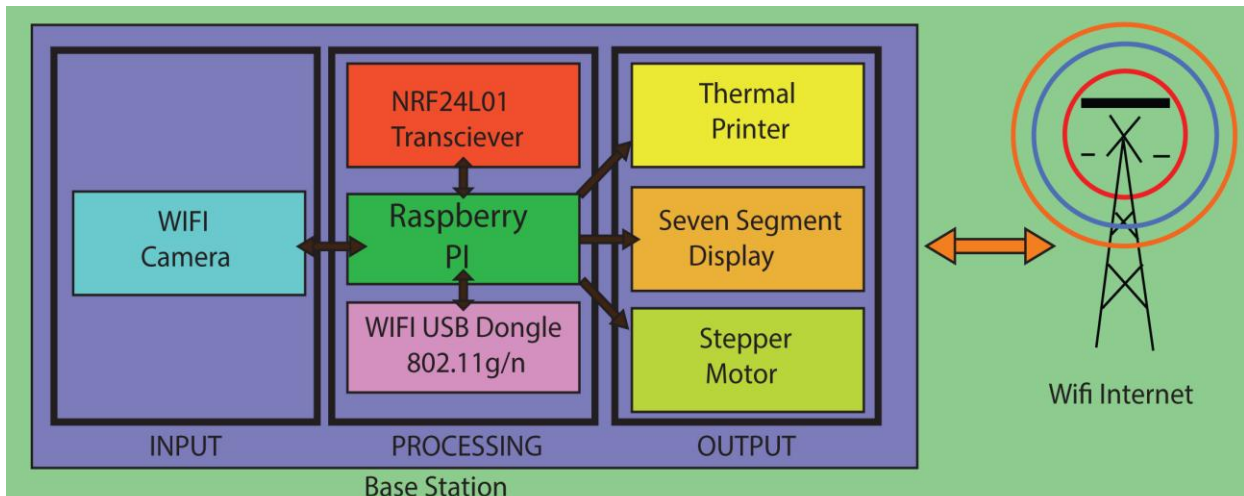 WIFI
Camera
INPUT
NRF24L01
Transciever
Raspberry
PI
WIFI USB Dongle
802.11g/n
PROCESSING
Thermal
Printer
Seven Segment
Display
Stepper
Motor
OUTPUT
Base Station
Wifi Internet